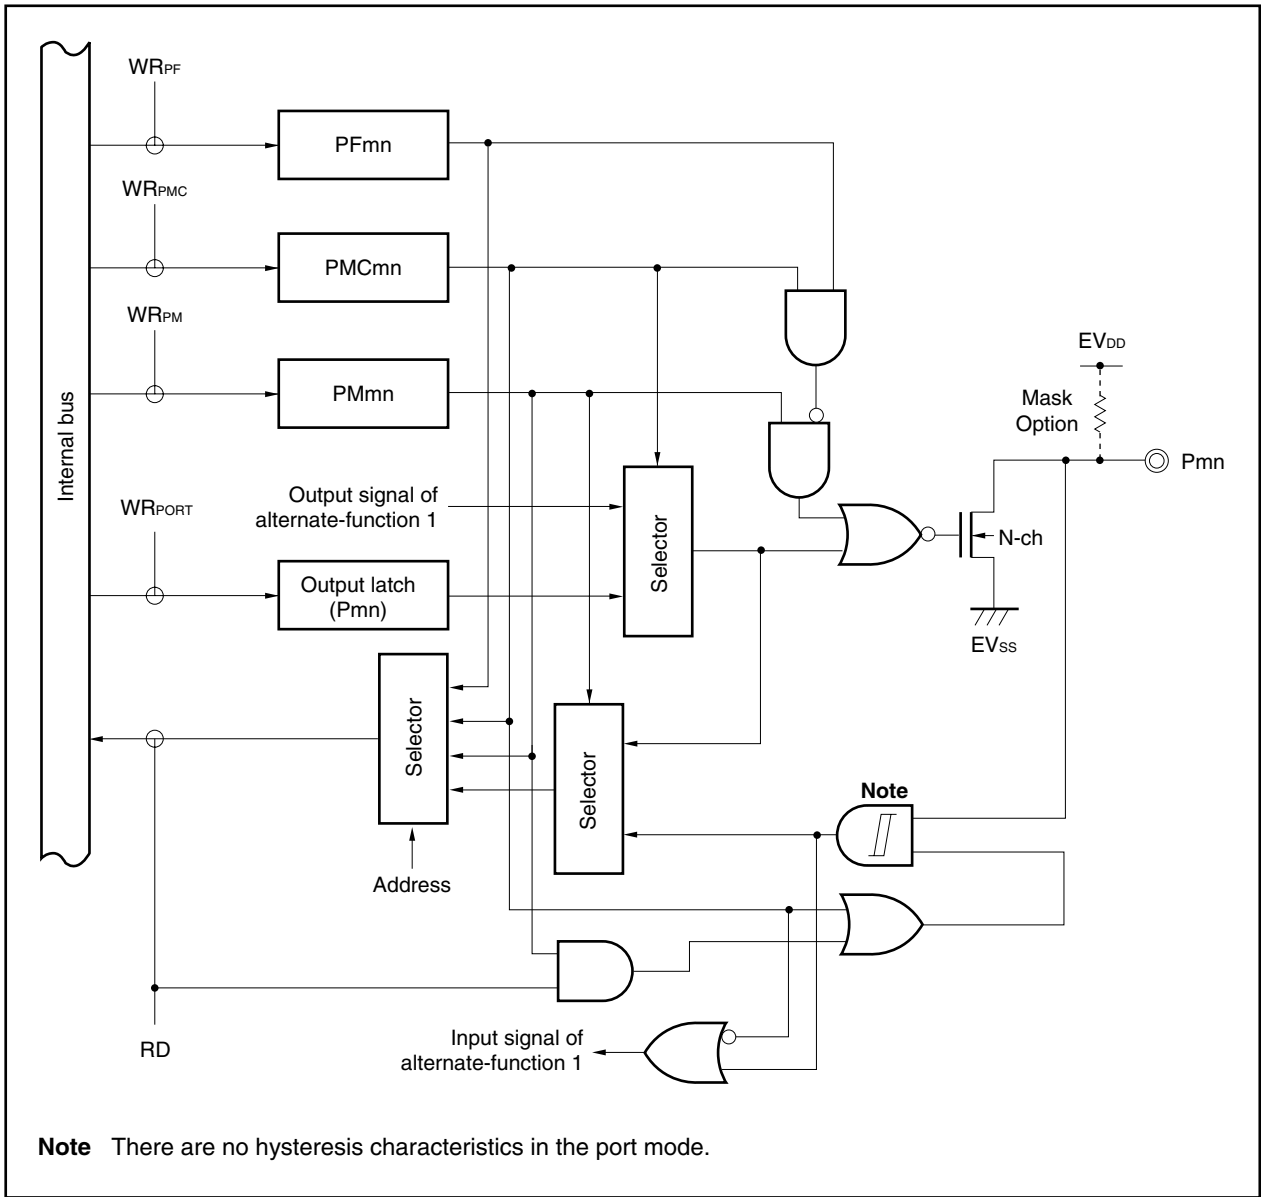 WRPF
PFmn
WRPMC
PMCmn
WRPM
PMmn
EVDD
Mask
Option
Pmn
Internal bus
WRPORT
Output signal of
alternate-function 1
Selector
N-ch
Output latch
(Pmn)
EVSS
Selector
Selector
Note
Address
RD
Input signal of
alternate-function 1
Note There are no hysteresis characteristics in the port mode.